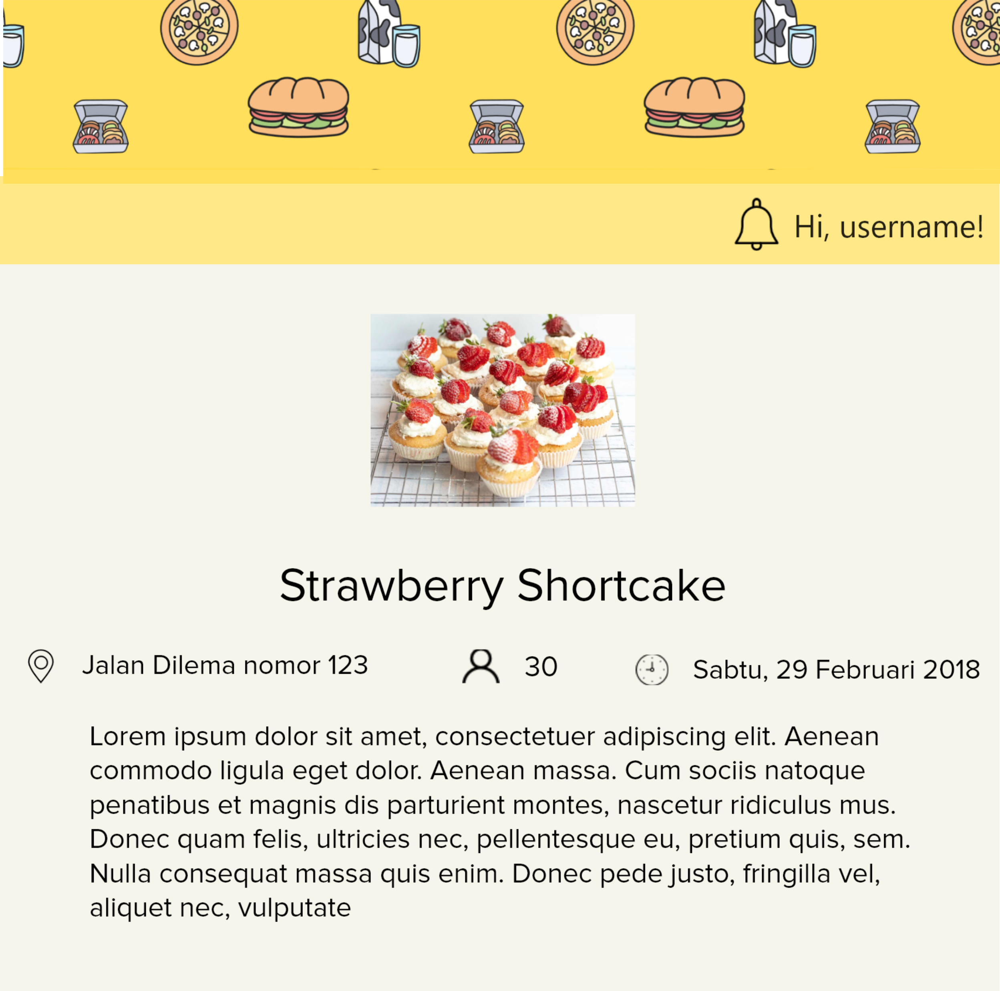 Hi, username!
Strawberry Shortcake
Jalan Dilema nomor 123
30
Sabtu, 29 Februari 2018
Lorem ipsum dolor sit amet, consectetuer adipiscing elit. Aenean
commodo ligula eget dolor. Aenean massa. Cum sociis natoque
penatibus et magnis dis parturient montes, nascetur ridiculus mus.
Donec quam felis, ultricies nec, pellentesque eu, pretium quis, sem.
Nulla consequat massa quis enim. Donec pede justo, fringilla vel,
aliquet nec, vulputate